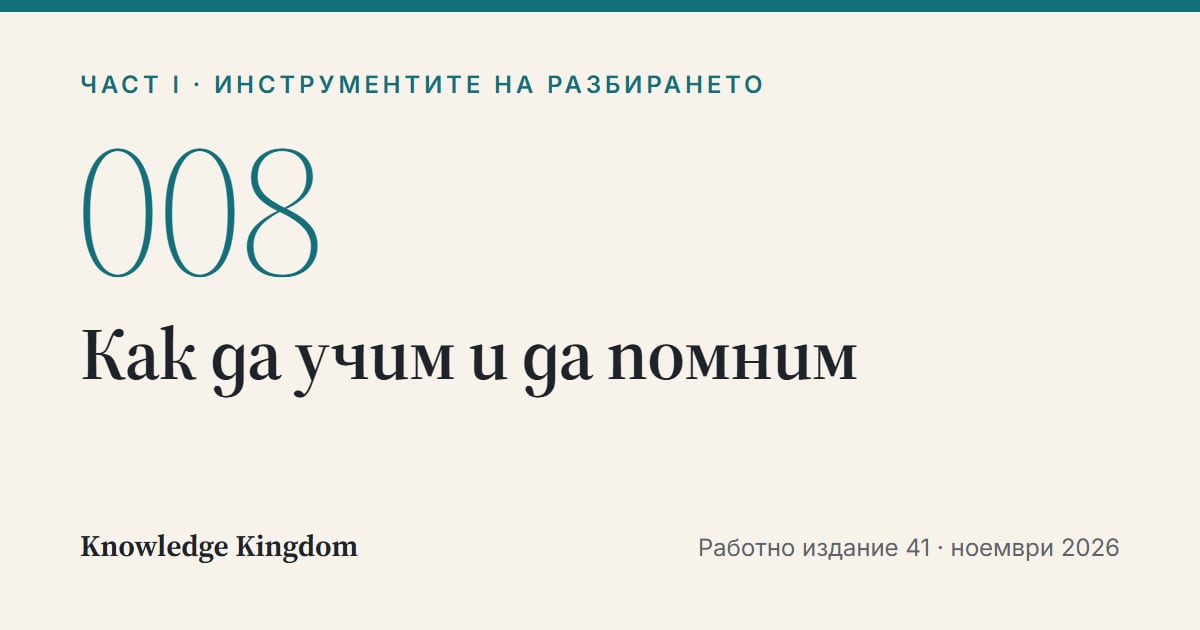 ЧАСТ I · ИНСТРУМЕНТИТЕ НА РАЗБИРАНЕТО
008
Как да учим и да помним
Knowledge Kingdom
Работно издание 41 · ноември 2026